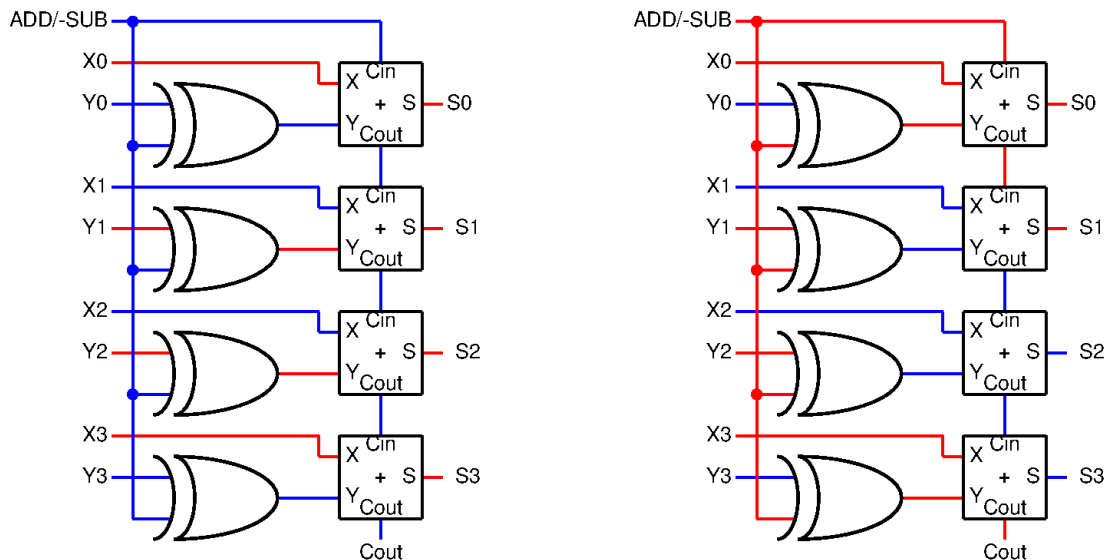 ADD/-SUB
X0
Cin
X
Y0
+
S
S0
Y
Cout
X1
Cin
X
Y1
+
S
S1
Y
Cout
X2
Cin
X
Y2
+
S
S2
Y
Cout
X3
Cin
X
Y3
+
S
S3
Y
Cout
Cout
ADD/-SUB
X0
Cin
X
Y0
+
S
S0
Y
Cout
X1
Cin
X
Y1
+
S
S1
Y
Cout
X2
Cin
X
Y2
+
S
S2
Y
Cout
X3
Cin
X
Y3
+
S
S3
Y
Cout
Cout